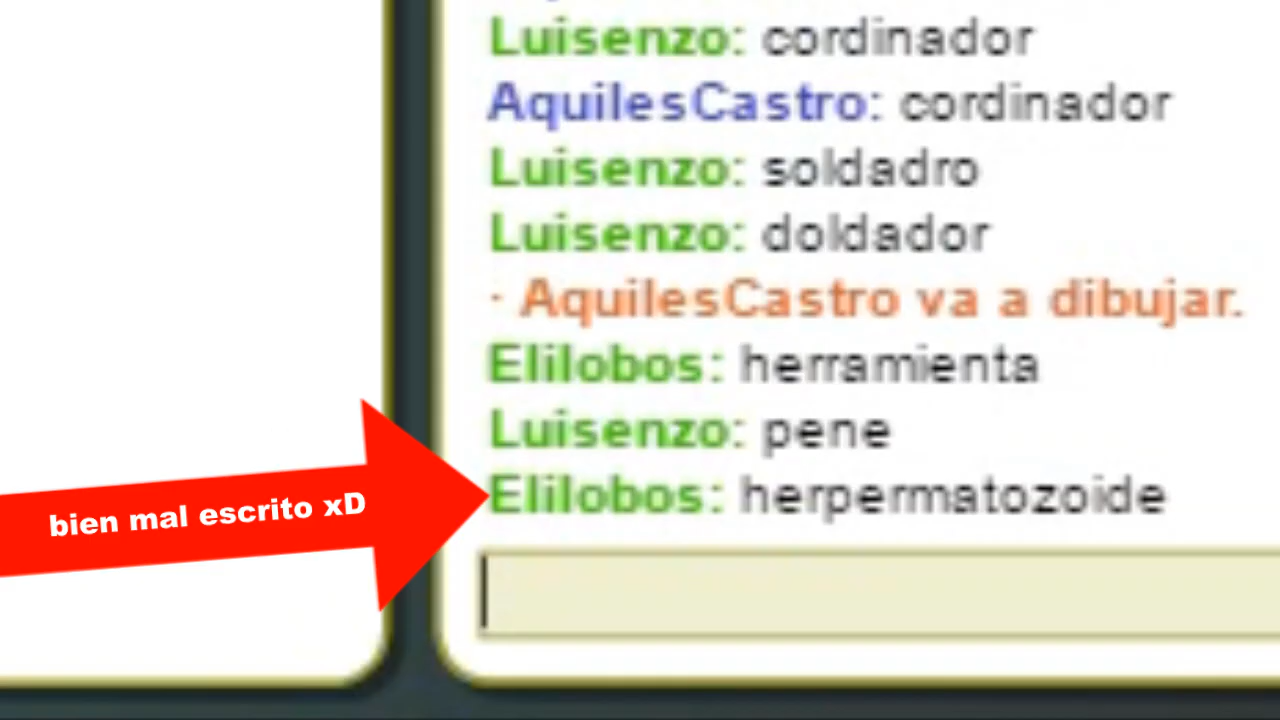 Luisenzo: cordinador
AquilesCastro: cordinador
Luisenzo: soldadro
Luisenzo: doldador
· AquilesCastro va a dibujar.
Elilobos: herramienta
Luisenzo: pene
Elilobos: herpermatozoide
bien mal escrito xD